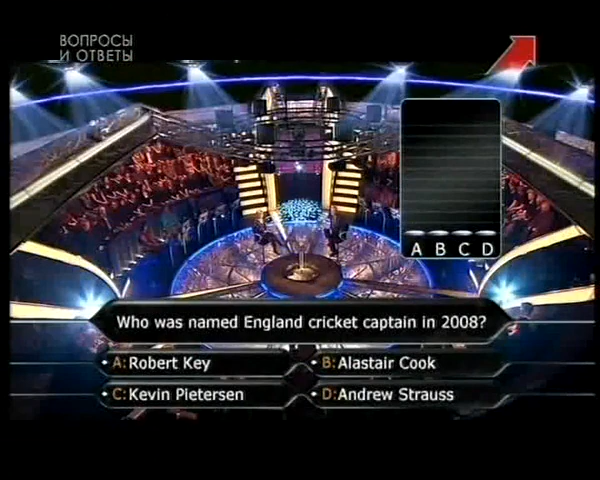 ВОПРОСЫ
И ОТВЕТЫ
A B C D
Who was named England cricket captain in 2008?
A: Robert Key
B: Alastair Cook
C: Kevin Pietersen
D: Andrew Strauss